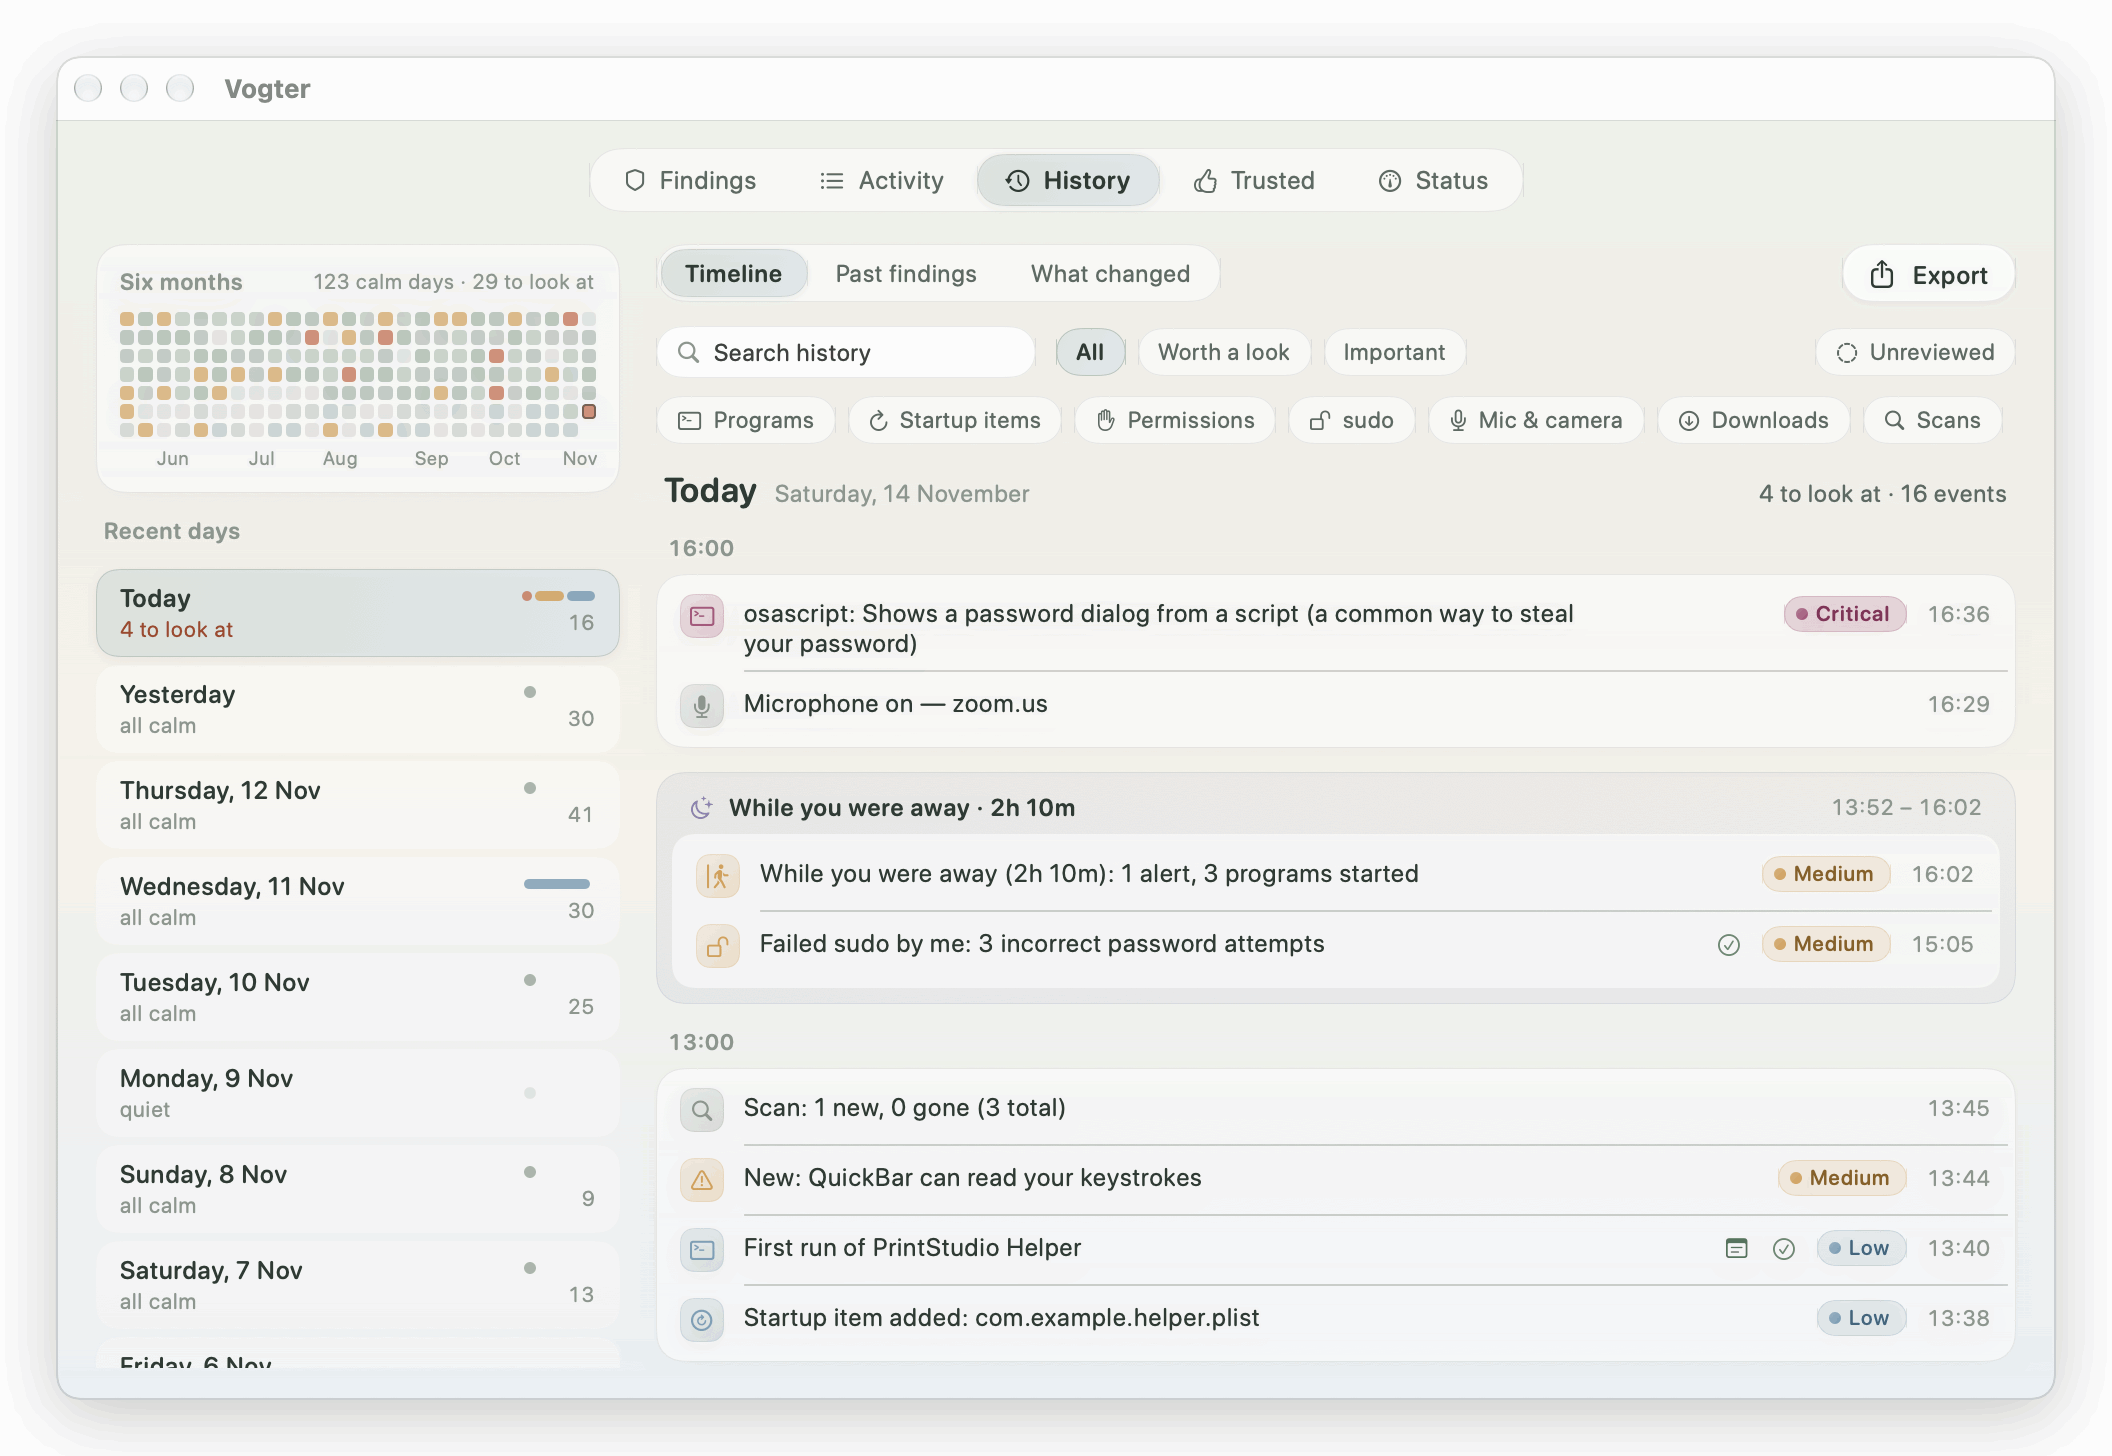 Vogter
Findings
Activity
History
Trusted
Status
Six months
123 calm days · 29 to look at
Jun
Jul
Aug
Sep
Oct
Nov
Recent days
Today
4 to look at
16
Yesterday
all calm
30
Thursday, 12 Nov
all calm
41
Wednesday, 11 Nov
all calm
30
Tuesday, 10 Nov
all calm
25
Monday, 9 Nov
quiet
Sunday, 8 Nov
all calm
9
Saturday, 7 Nov
all calm
13
Friday, 6 Nov
Timeline
Past findings
What changed
Export
Search history
All
Worth a look
Important
Unreviewed
Programs
Startup items
Permissions
sudo
Mic & camera
Downloads
Scans
Today
Saturday, 14 November
4 to look at · 16 events
16:00
osascript: Shows a password dialog from a script (a common way to steal
your password)
Critical
16:36
Microphone on — zoom.us
16:29
While you were away · 2h 10m
13:52 – 16:02
While you were away (2h 10m): 1 alert, 3 programs started
Medium
16:02
Failed sudo by me: 3 incorrect password attempts
Medium
15:05
13:00
Scan: 1 new, 0 gone (3 total)
13:45
New: QuickBar can read your keystrokes
Medium
13:44
First run of PrintStudio Helper
Low
13:40
Startup item added: com.example.helper.plist
Low
13:38